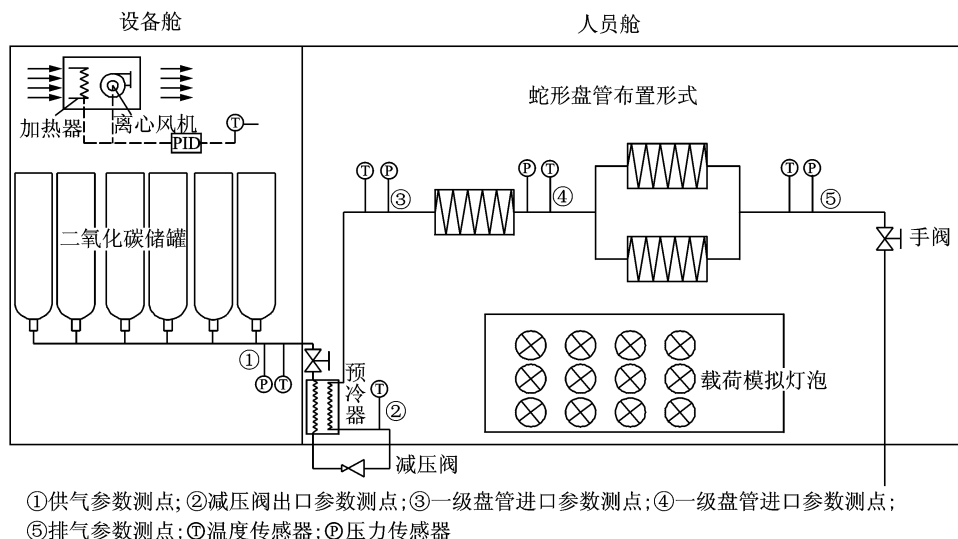 设备舱
人员舱
蛇形盘管布置形式
加热器
离心风机
PID
T
T
P
③
P
T
④
T
P
⑤
二氧化碳储罐
手阀
①
P
T
预冷器
T
②
载荷模拟灯泡
减压阀
①供气参数测点;②减压阀出口参数测点;③一级盘管进口参数测点;④一级盘管进口参数测点;
⑤排气参数测点;Ⓣ温度传感器;Ⓟ压力传感器